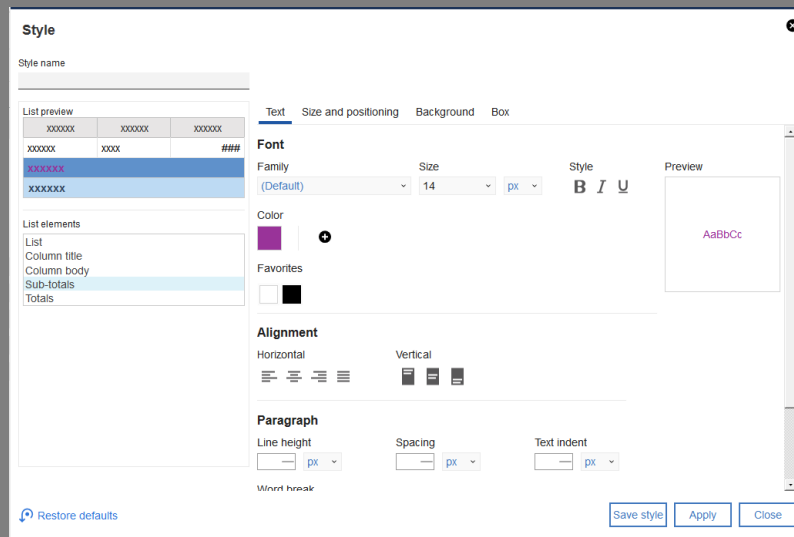 Style
Style name
List preview
xxxxxx xxxxxx xxxxxx
xxxxxx xxxx ###
xxxxxx
xxxxxx
List elements
List
Column title
Column body
Sub-totals
Totals
Text Size and positioning Background Box
Font
Family Size Style Preview
(Default) 14 px B I U
AaBbCc
Color
Favorites
Alignment
Horizontal Vertical
Paragraph
Line height Spacing Text indent
px px px
Word break
Restore defaults Save style Apply Close